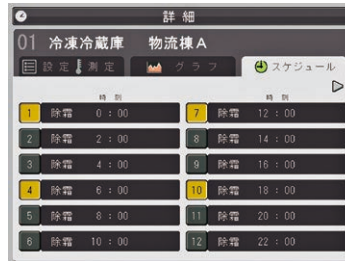 詳 細
01 冷凍冷蔵庫 物流棟A
設定 測定 グラフ スケジュール
時 刻 時 刻
1 除霜 0 : 00 7 除霜 12 : 00
2 除霜 2 : 00 8 除霜 14 : 00
3 除霜 4 : 00 9 除霜 16 : 00
4 除霜 6 : 00 10 除霜 18 : 00
5 除霜 8 : 00 11 除霜 20 : 00
6 除霜 10 : 00 12 除霜 22 : 00